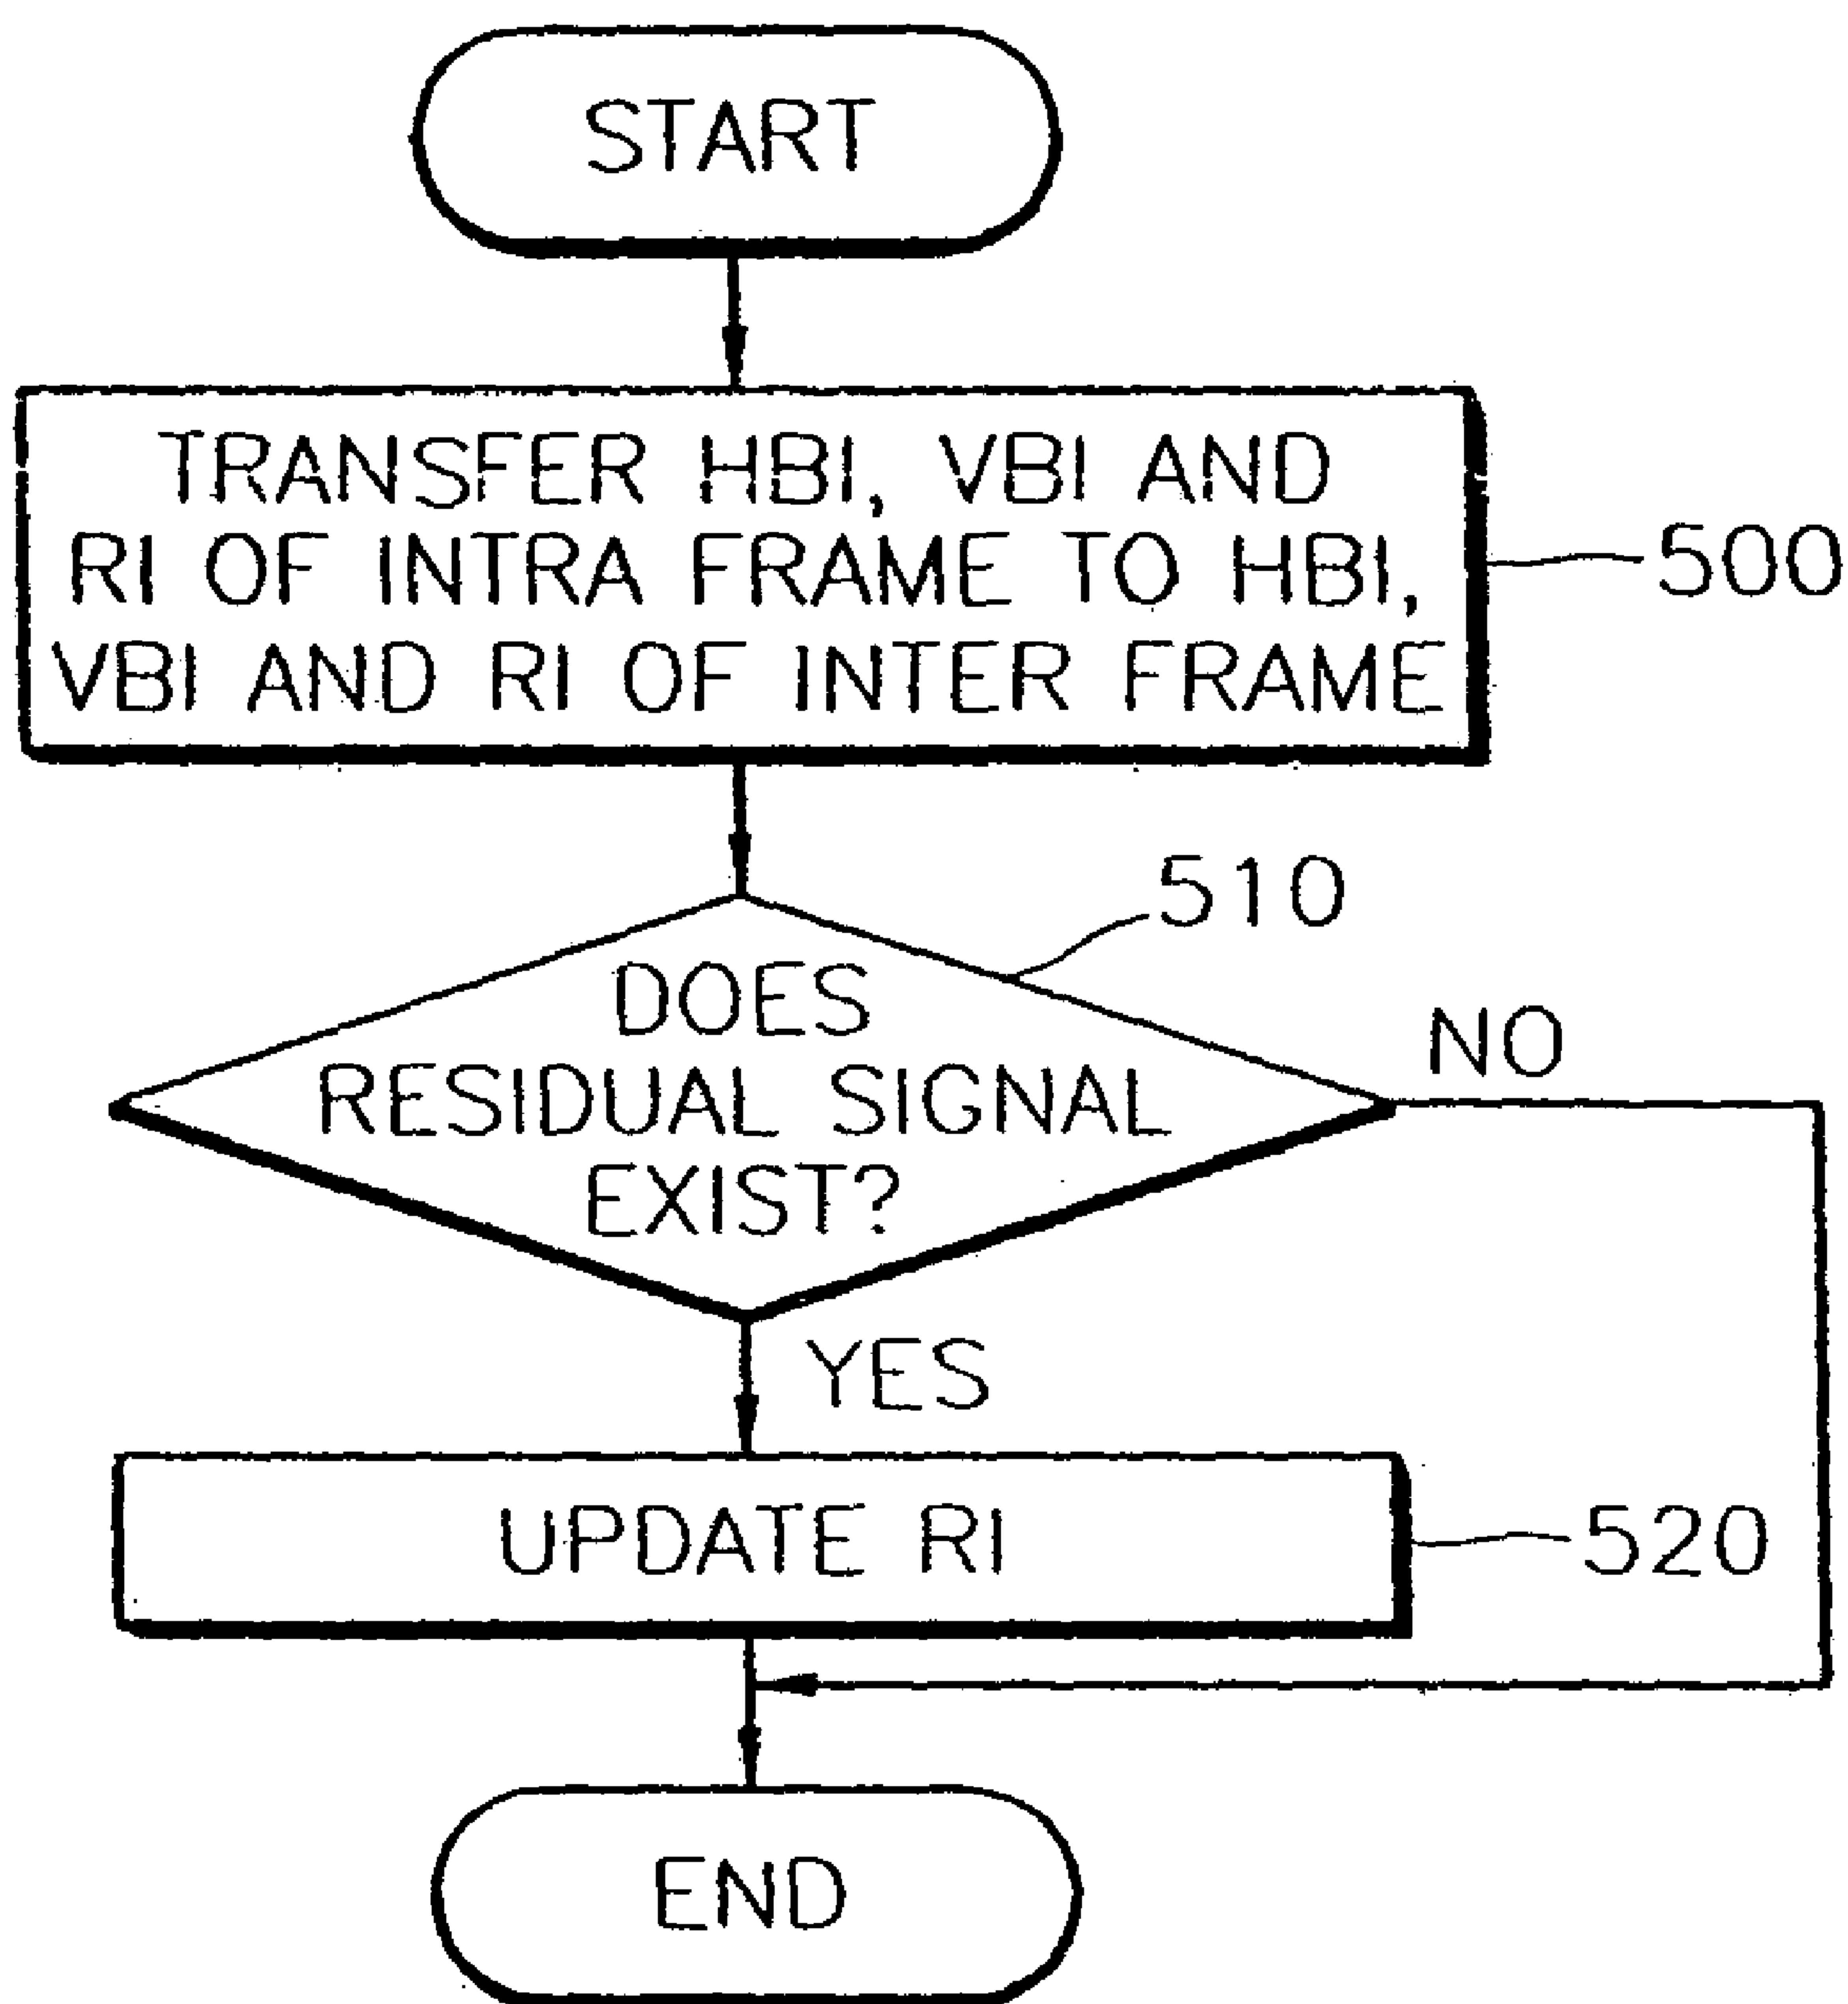 START
TRANSFER HBI, VBI AND
RI OF INTRA FRAME TO HBI,
VBI AND RI OF INTER FRAME
500
510
DOES
RESIDUAL SIGNAL
EXIST?
NO
YES
UPDATE RI
520
END